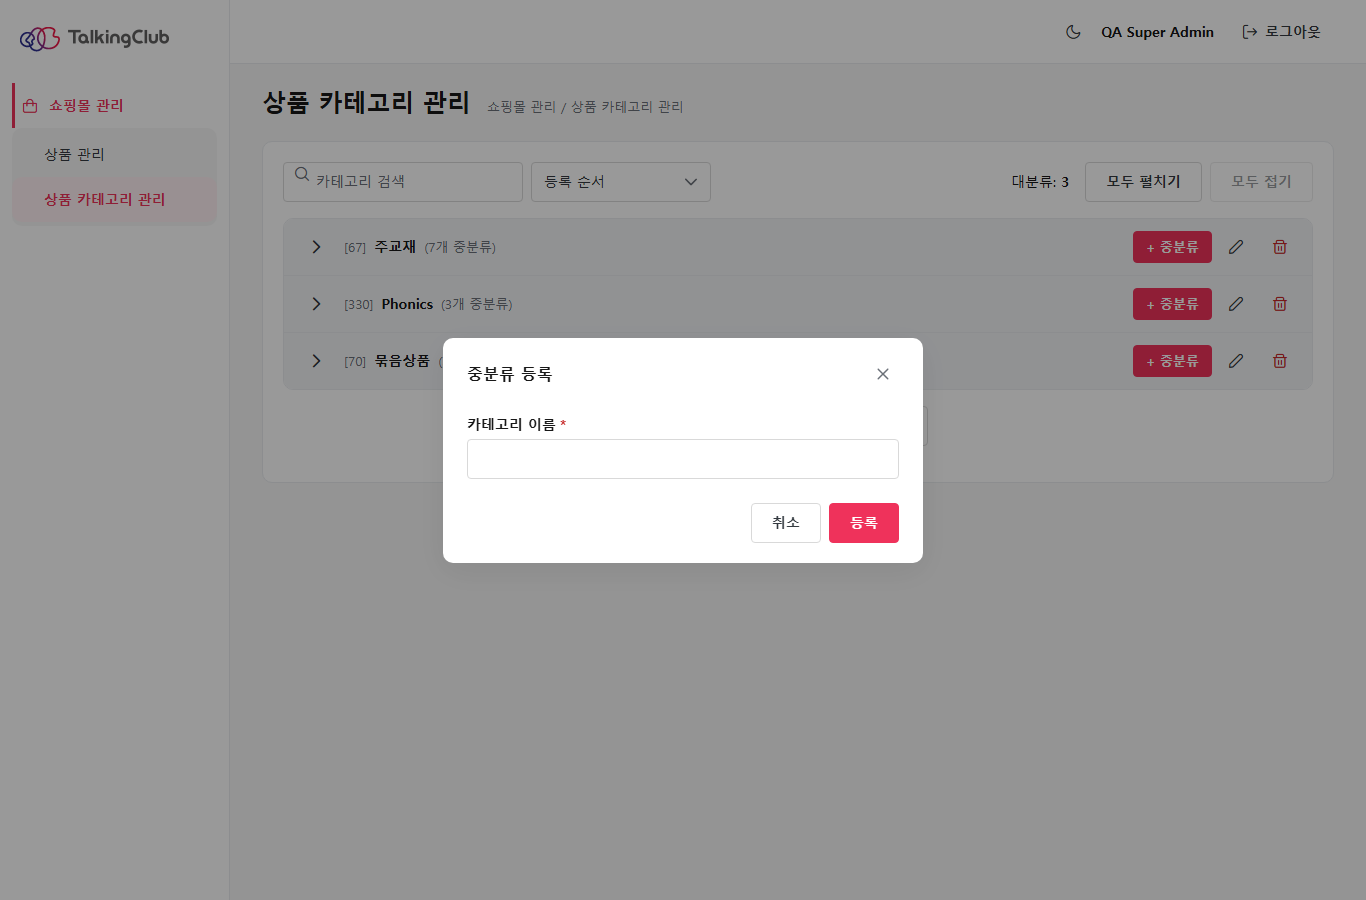 TalkingClub
QA Super Admin
로그아웃
쇼핑몰 관리
상품 관리
상품 카테고리 관리
상품 카테고리 관리
쇼핑몰 관리 / 상품 카테고리 관리
카테고리 검색
등록 순서
대분류: 3
모두 펼치기
모두 접기
[67] 주교재 (7개 중분류)
+ 중분류
[330] Phonics (3개 중분류)
+ 중분류
[70] 묶음상품 (
+ 중분류
중분류 등록
카테고리 이름 *
취소
등록